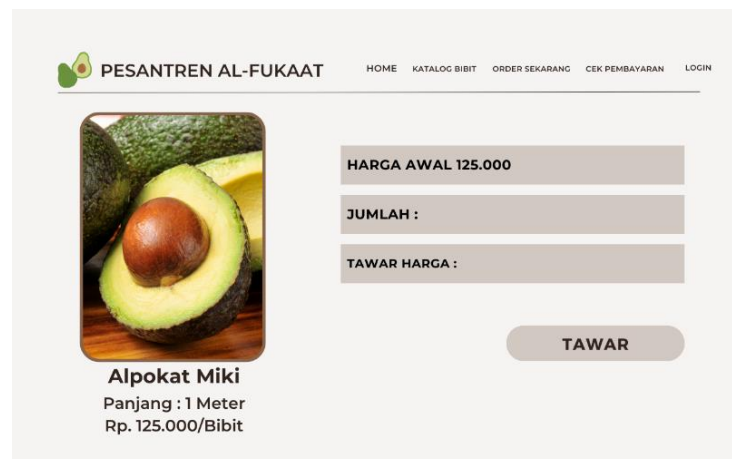 PESANTREN AL-FUKAAT
HOME KATALOG BIBIT ORDER SEKARANG CEK PEMBAYARAN LOGIN
HARGA AWAL 125.000
JUMLAH :
TAWAR HARGA :
TAWAR
Alpokat Miki
Panjang : 1 Meter
Rp. 125.000/Bibit